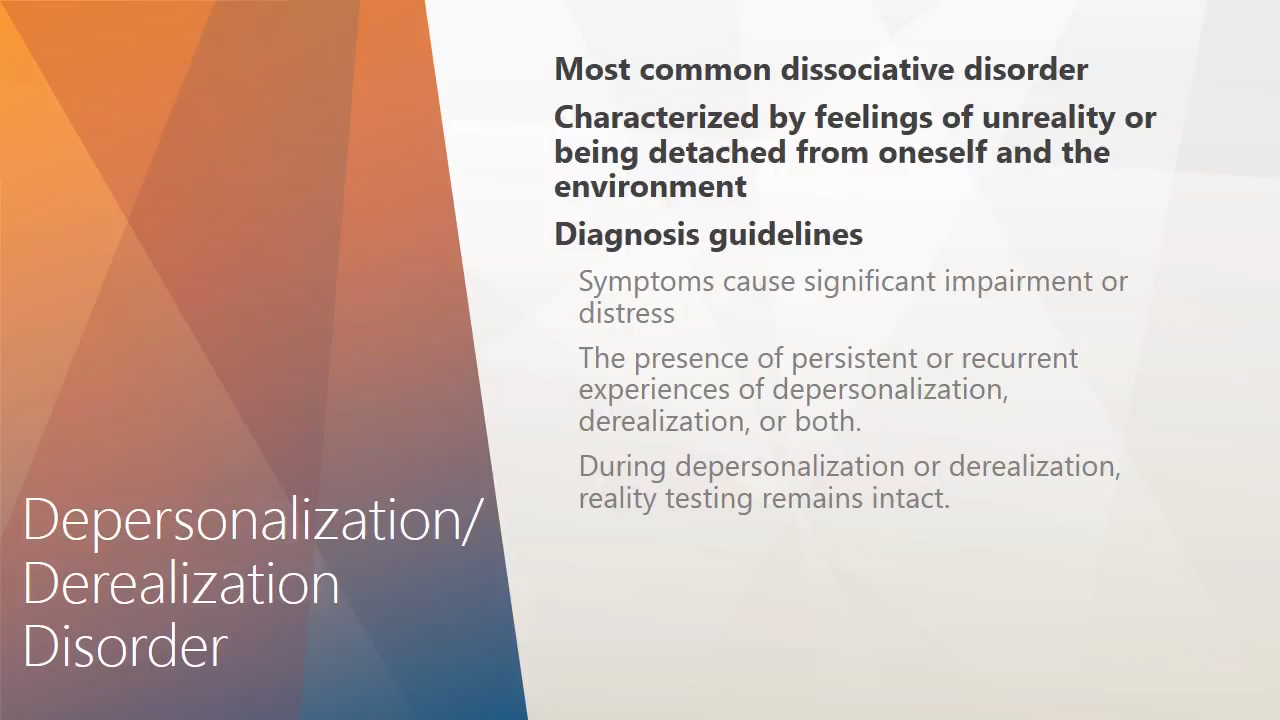 Most common dissociative disorder
Characterized by feelings of unreality or
being detached from oneself and the
environment
Diagnosis guidelines
Symptoms cause significant impairment or
distress
The presence of persistent or recurrent
experiences of depersonalization,
derealization, or both.
During depersonalization or derealization,
reality testing remains intact.
Depersonalization/
Derealization
Disorder